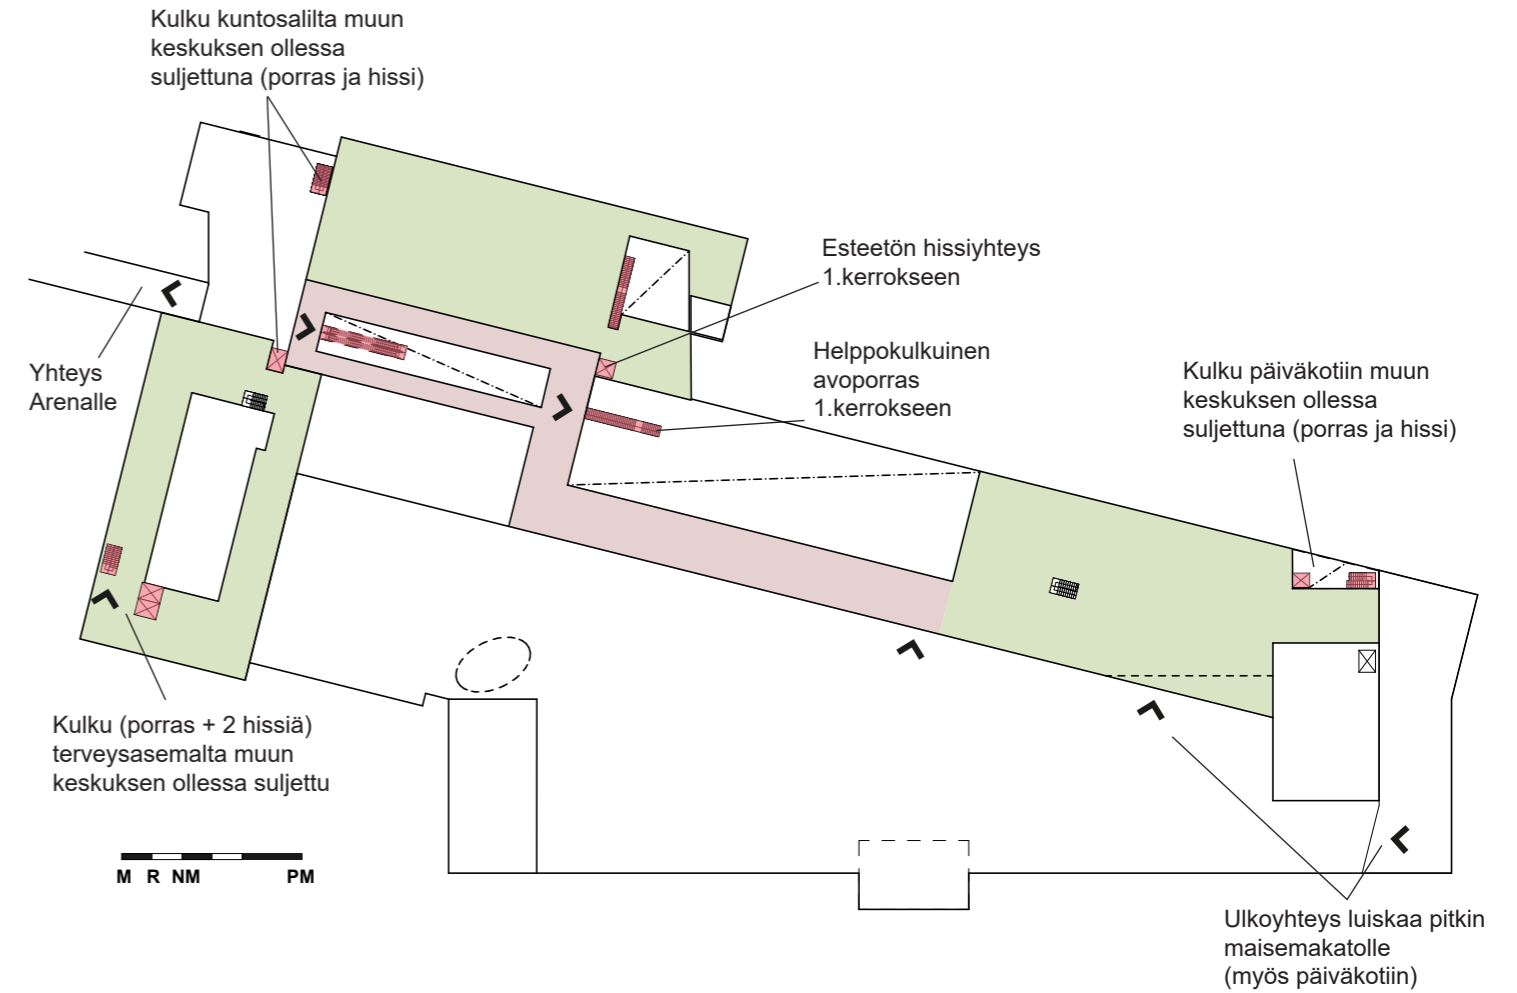 Kulku kuntosalilta muun
keskuksen ollessa
suljettuna (porras ja hissi)
Esteetön hissiyhteys
1.kerrokseen
Helppokulkuinen
avoporras
1.kerrokseen
Yhteys
Arenalle
Kulku päiväkotiin muun
keskuksen ollessa
suljettuna (porras ja hissi)
Kulku (porras + 2 hissiä)
terveysasemalta muun
keskuksen ollessa suljettu
M R NM PM
Ulkoyhteys luiskaa pitkin
maisemakatolle
(myös päiväkotiin)